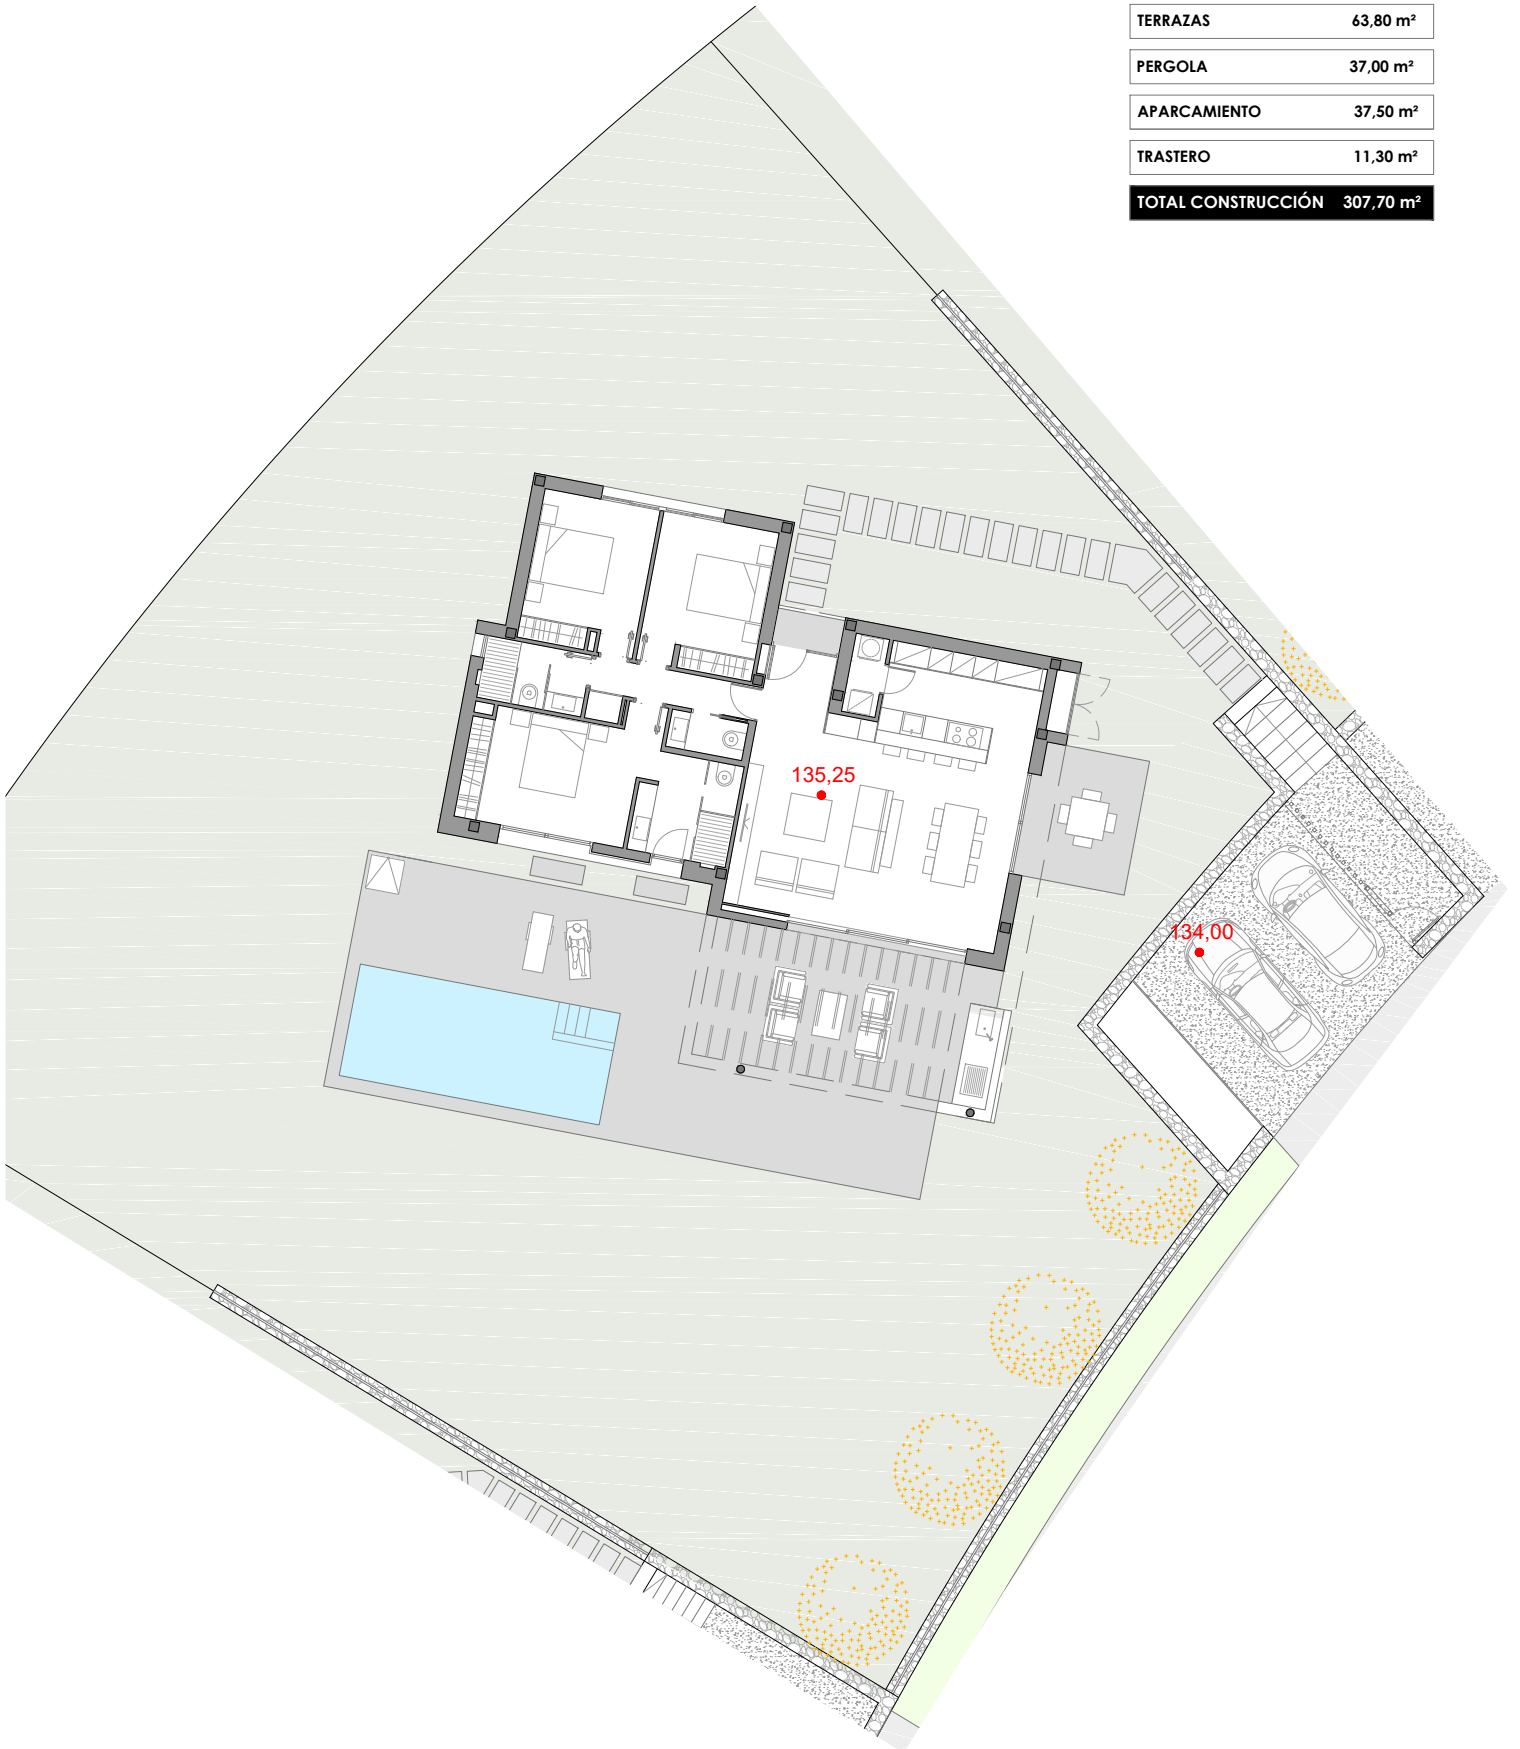 TERRAZAS 63,80 m²
PERGOLA 37,00 m²
APARCAMIENTO 37,50 m²
TRASTERO 11,30 m²
TOTAL CONSTRUCCIÓN 307,70 m²
135,25
134,00